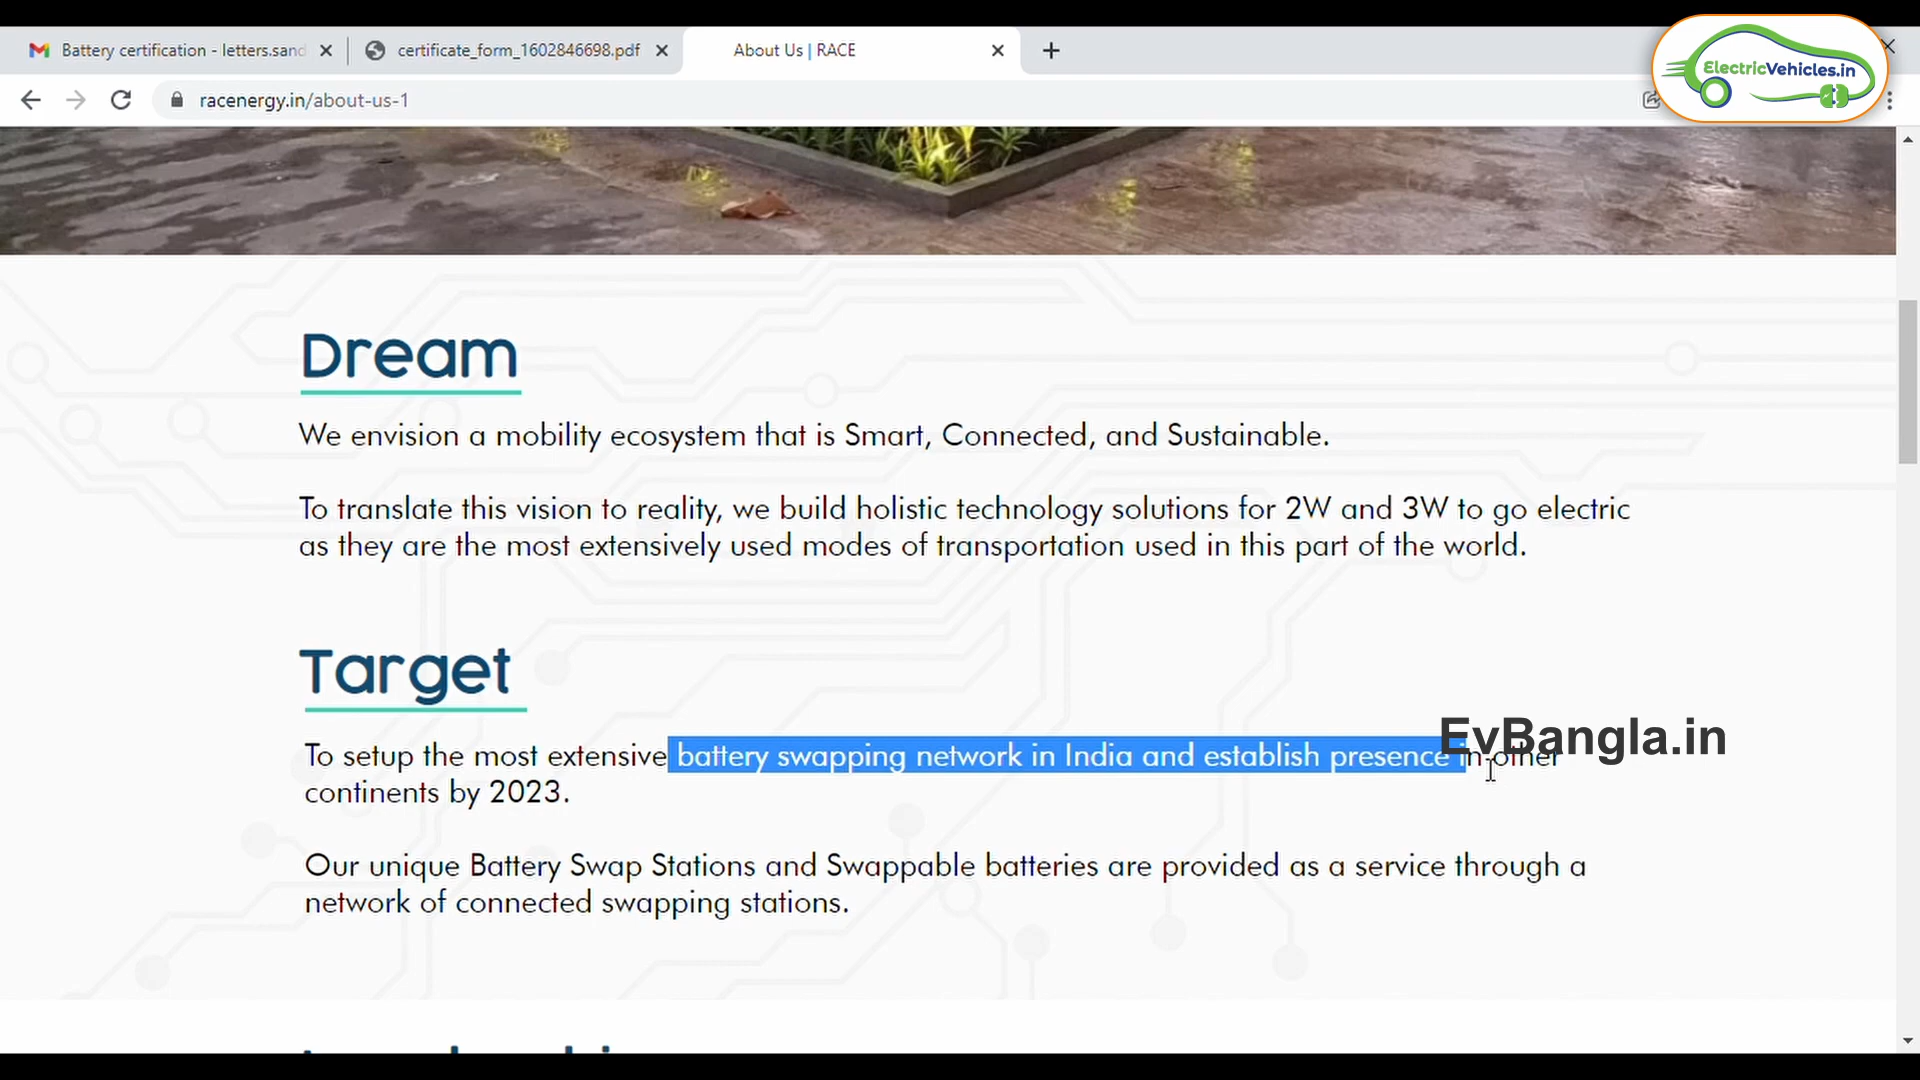 Battery certification - letters.sand
certificate_form_1602846698.pdf
About Us | RACE
ElectricVehicles.in
racenergy.in/about-us-1
Dream
We envision a mobility ecosystem that is Smart, Connected, and Sustainable.
To translate this vision to reality, we build holistic technology solutions for 2W and 3W to go electric
as they are the most extensively used modes of transportation used in this part of the world.
Target
EvBangla.in
To setup the most extensive battery swapping network in India and establish presence in other
continents by 2023.
Our unique Battery Swap Stations and Swappable batteries are provided as a service through a
network of connected swapping stations.